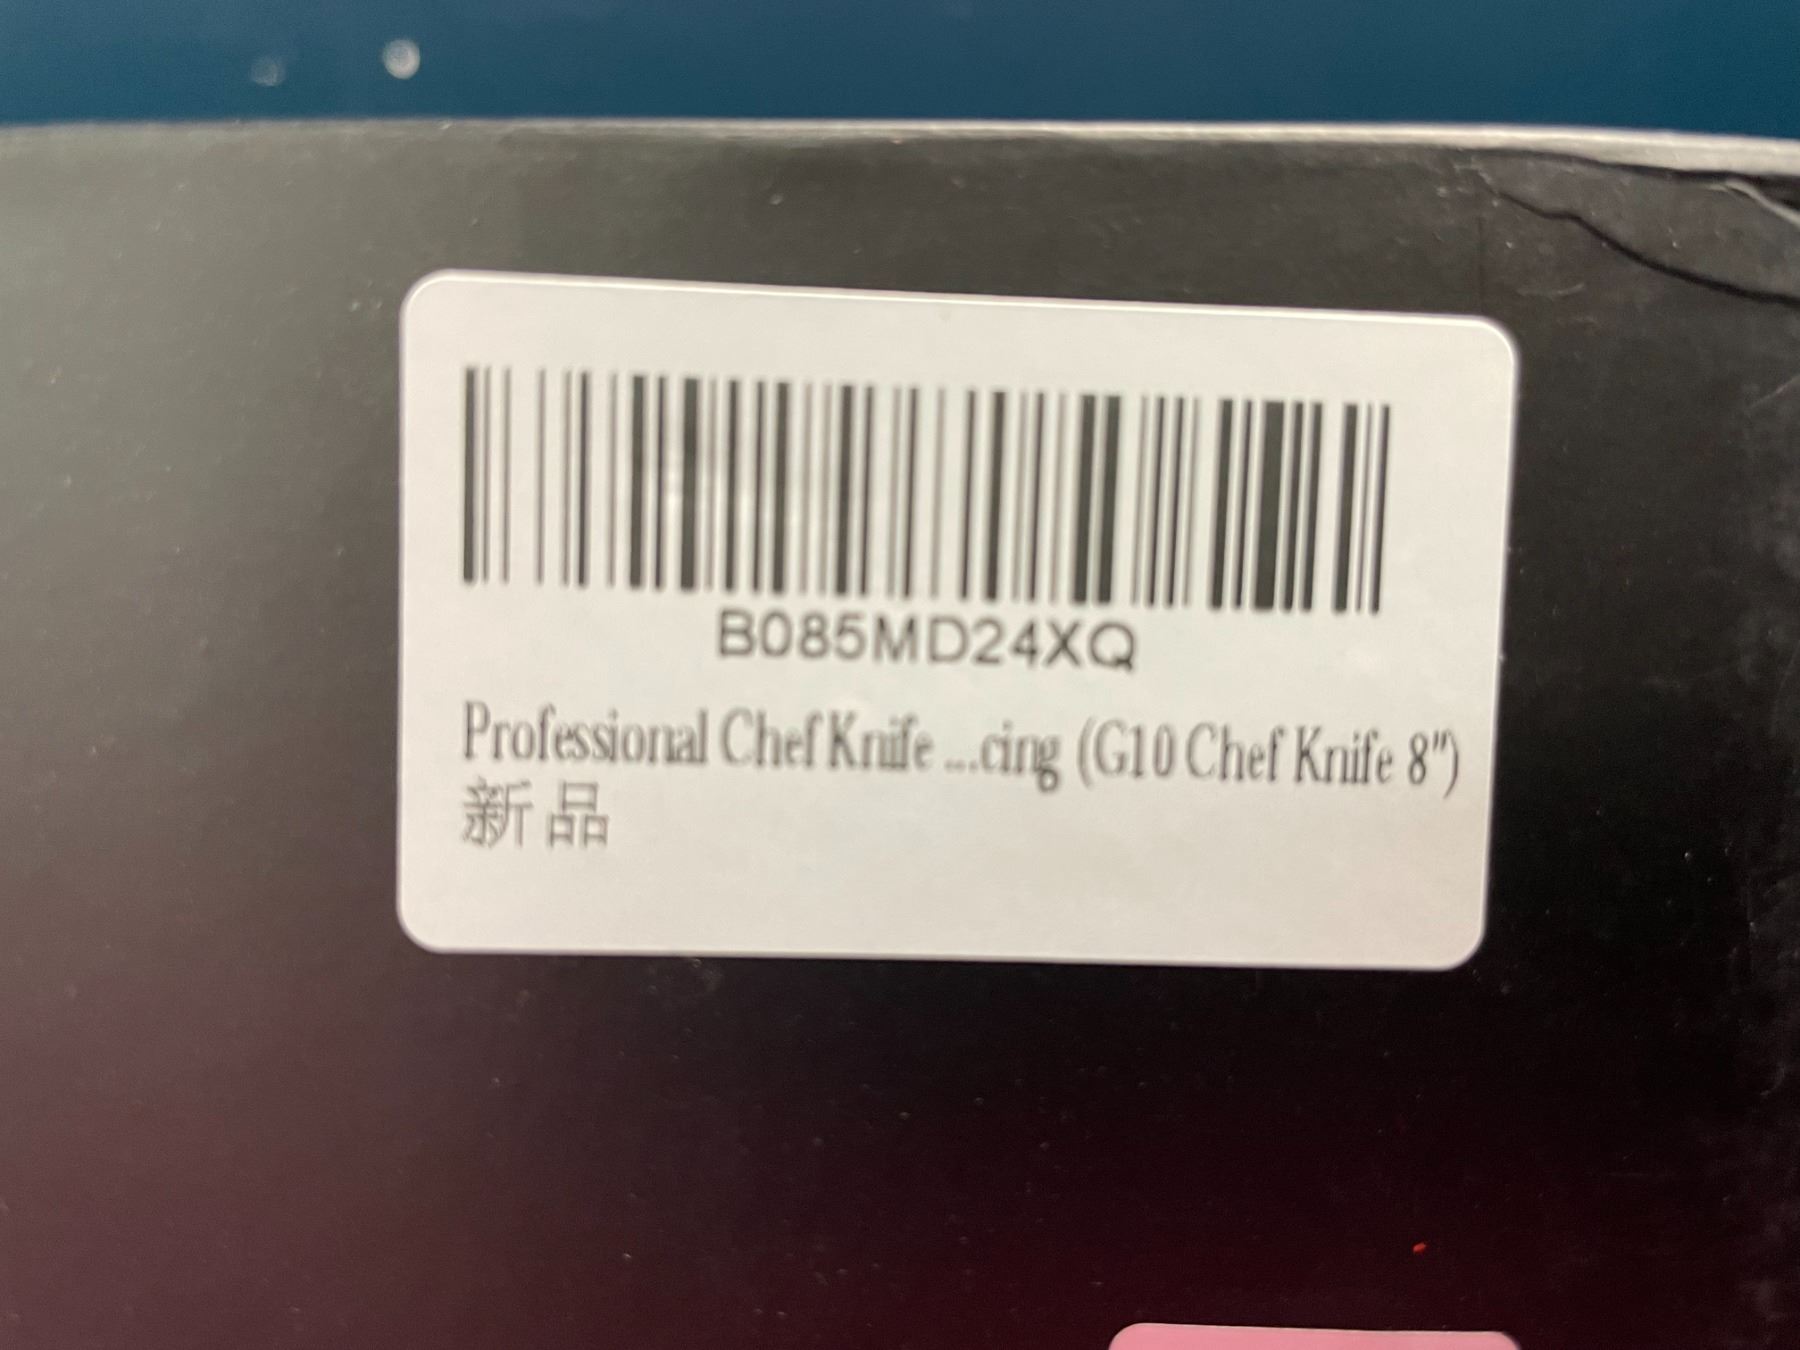 B085MD24XQ
Professional Chef Knife ...cing (G10 Chef Knife 8")
新品